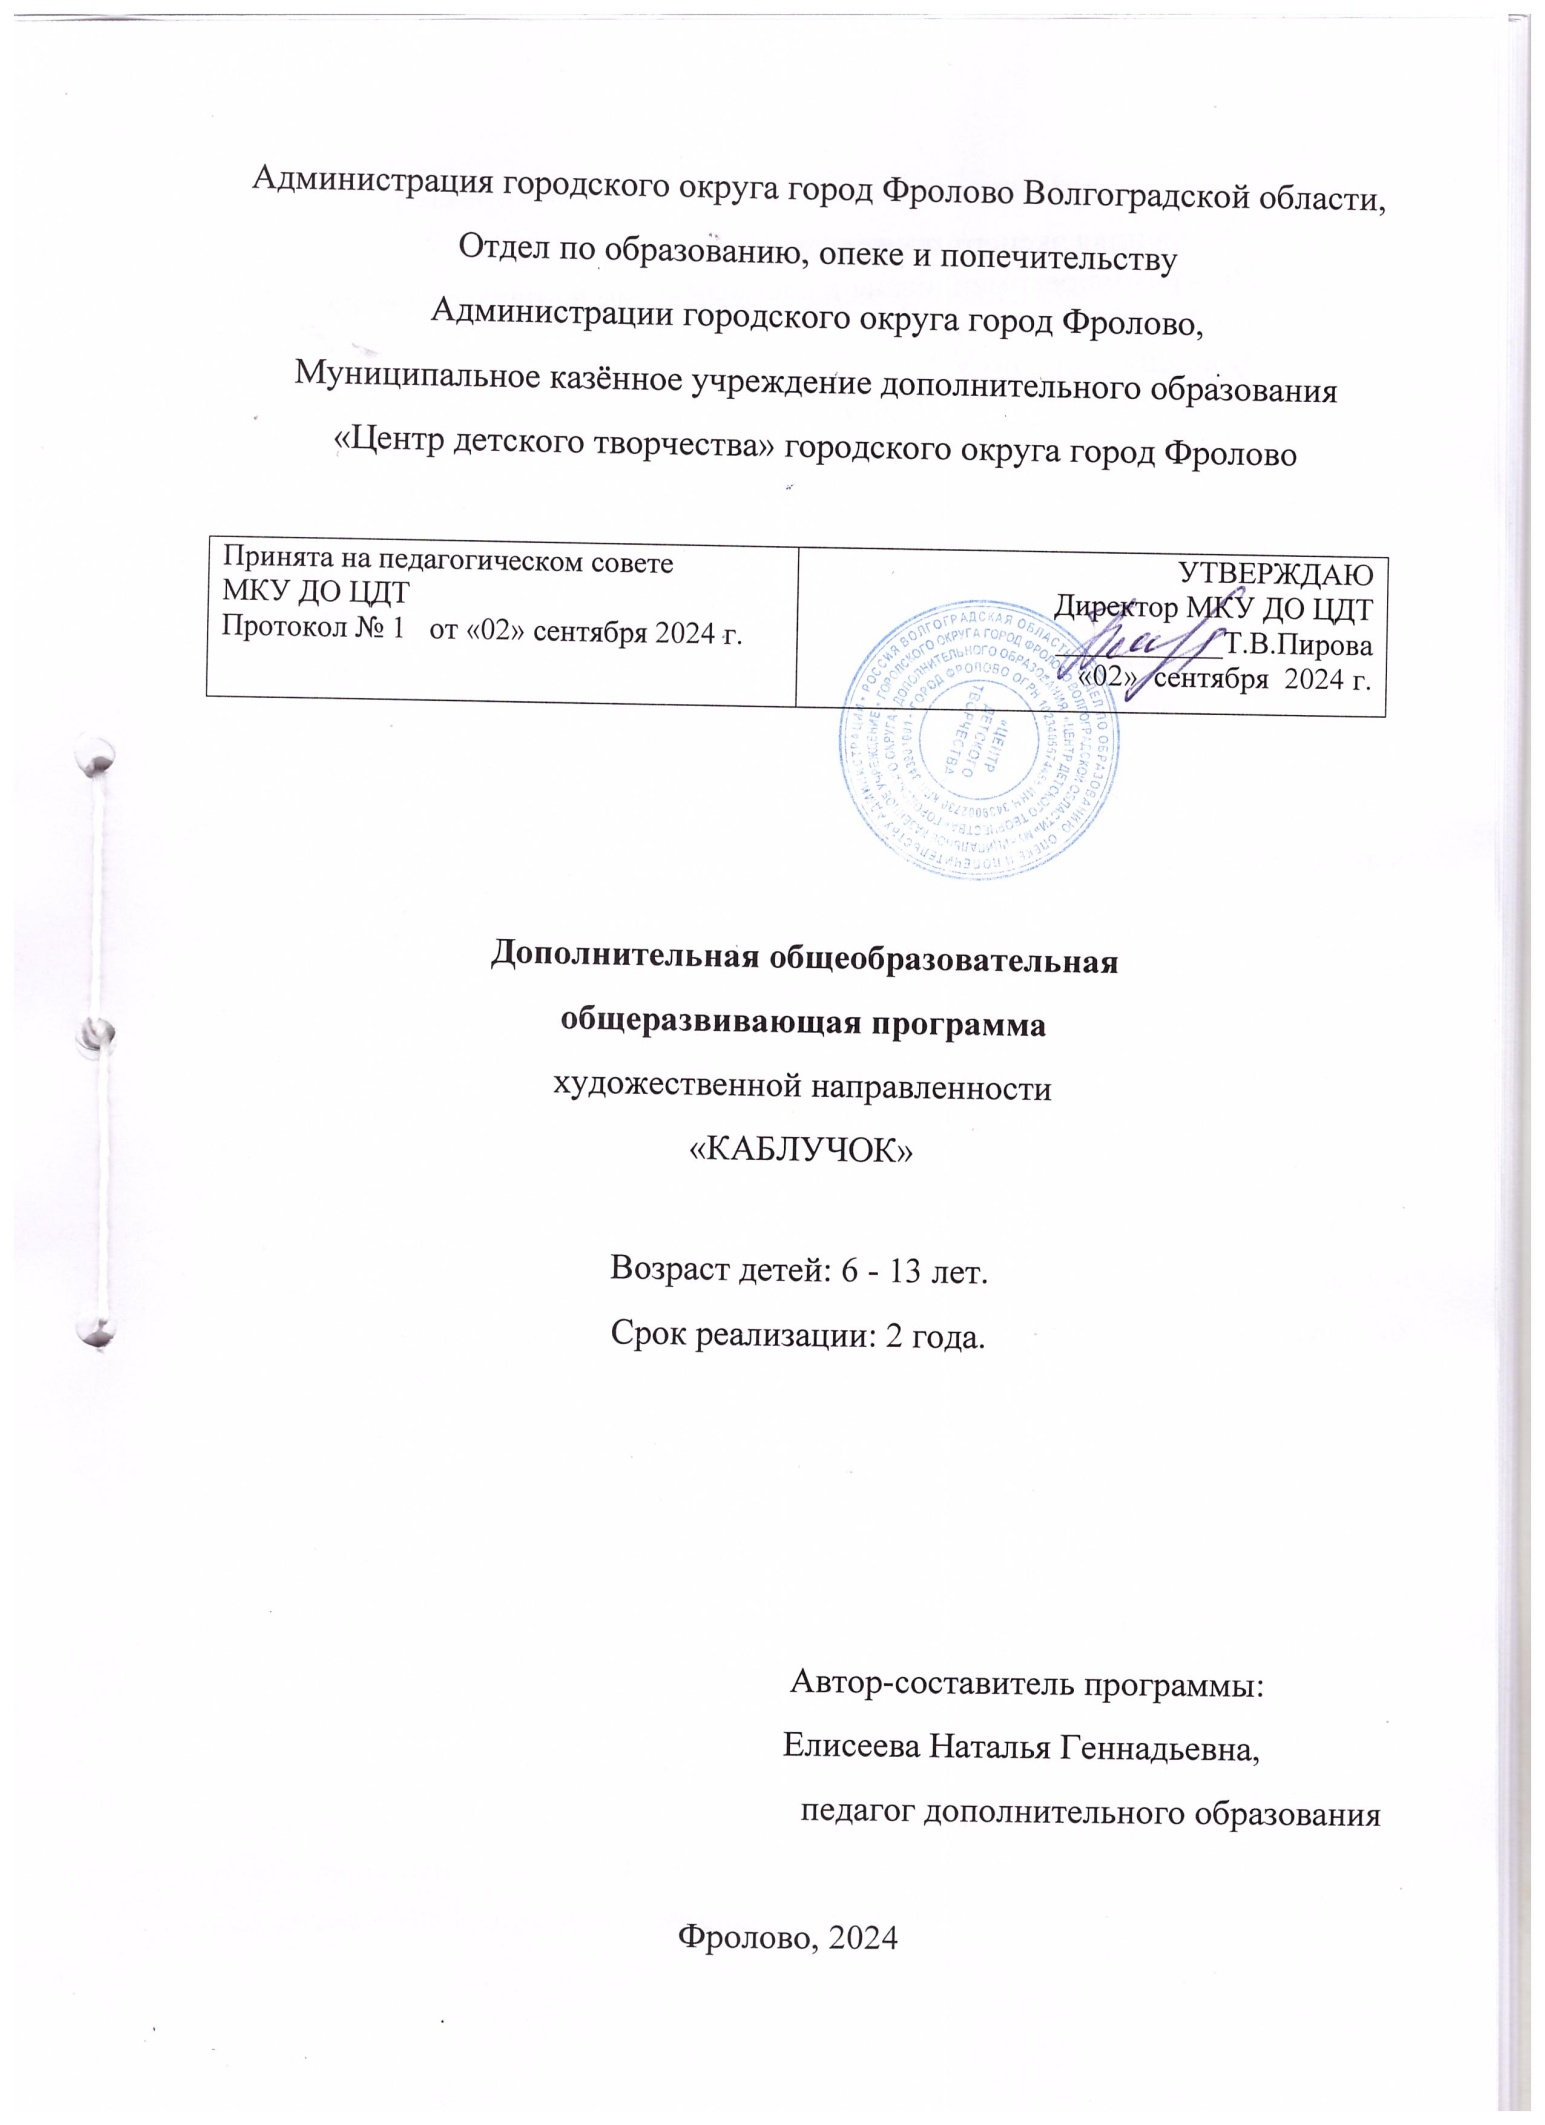 Администрация городского округа город Фролово Волгоградской области,
Отдел по образованию, опеке и попечительству
Администрации городского округа город Фролово,
Муниципальное казённое учреждение дополнительного образования
«Центр детского творчества» городского округа город Фролово
Принята на педагогическом совете
МКУ ДО ЦДТ
Протокол № 1 от «02» сентября 2024 г.
УТВЕРЖДАЮ
Директор МКУ ДО ЦДТ
____________Т.В.Пирова
«02» сентября 2024 г.
«ЦЕНТР
ДЕТСКОГО
ТВОРЧЕСТВА
Дополнительная общеобразовательная
общеразвивающая программа
художественной направленности
«КАБЛУЧОК»
Возраст детей: 6 - 13 лет.
Срок реализации: 2 года.
Автор-составитель программы:
Елисеева Наталья Геннадьевна,
педагог дополнительного образования
Фролово, 2024